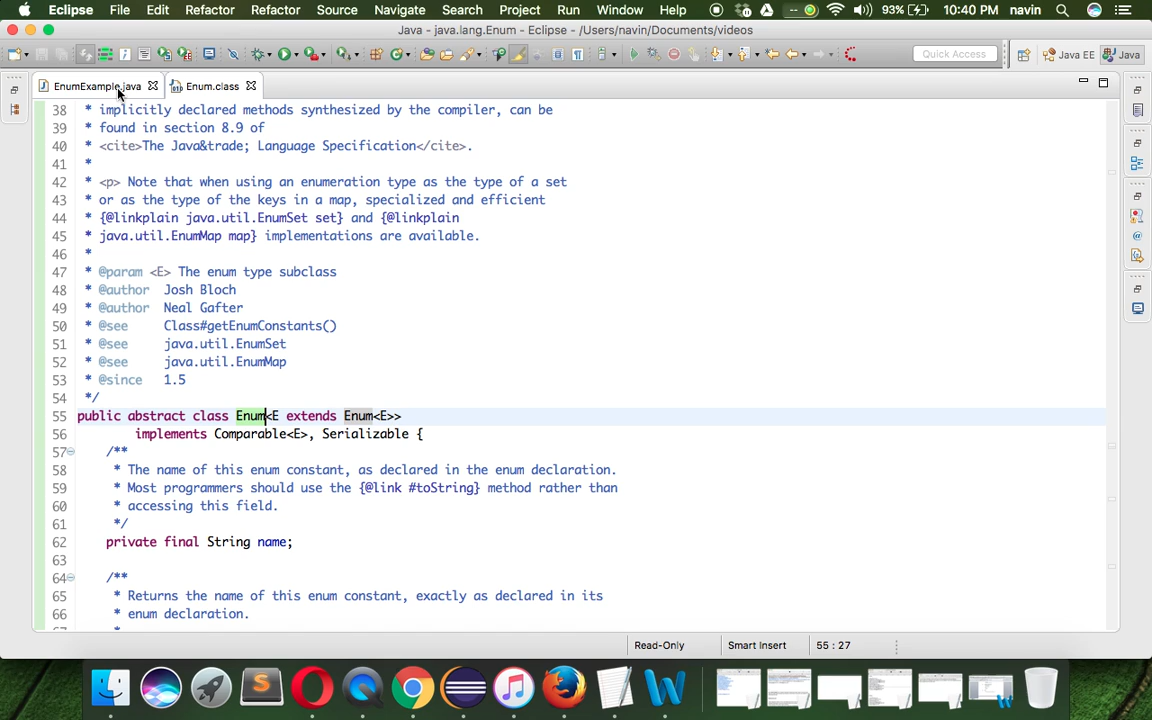 Eclipse File Edit Refactor Refactor Source Navigate Search Project Run Window Help 93% 10:40 PM navin
Java - java.lang.Enum - Eclipse - /Users/navin/Documents/videos
Quick Access Java EE Java
EnumExample.java Enum.class
38 * implicitly declared methods synthesized by the compiler, can be
39 * found in section 8.9 of
40 * <cite>The Java&trade; Language Specification</cite>.
41 *
42 * <p> Note that when using an enumeration type as the type of a set
43 * or as the type of the keys in a map, specialized and efficient
44 * {@linkplain java.util.EnumSet set} and {@linkplain
45 * java.util.EnumMap map} implementations are available.
46 *
47 * @param <E> The enum type subclass
48 * @author Josh Bloch
49 * @author Neal Gafter
50 * @see Class#getEnumConstants()
51 * @see java.util.EnumSet
52 * @see java.util.EnumMap
53 * @since 1.5
54 */
55 public abstract class Enum<E extends Enum<E>>
56 implements Comparable<E>, Serializable {
57 /**
58 * The name of this enum constant, as declared in the enum declaration.
59 * Most programmers should use the {@link #toString} method rather than
60 * accessing this field.
61 */
62 private final String name;
63
64 /**
65 * Returns the name of this enum constant, exactly as declared in its
66 * enum declaration.
Read-Only Smart Insert 55 : 27